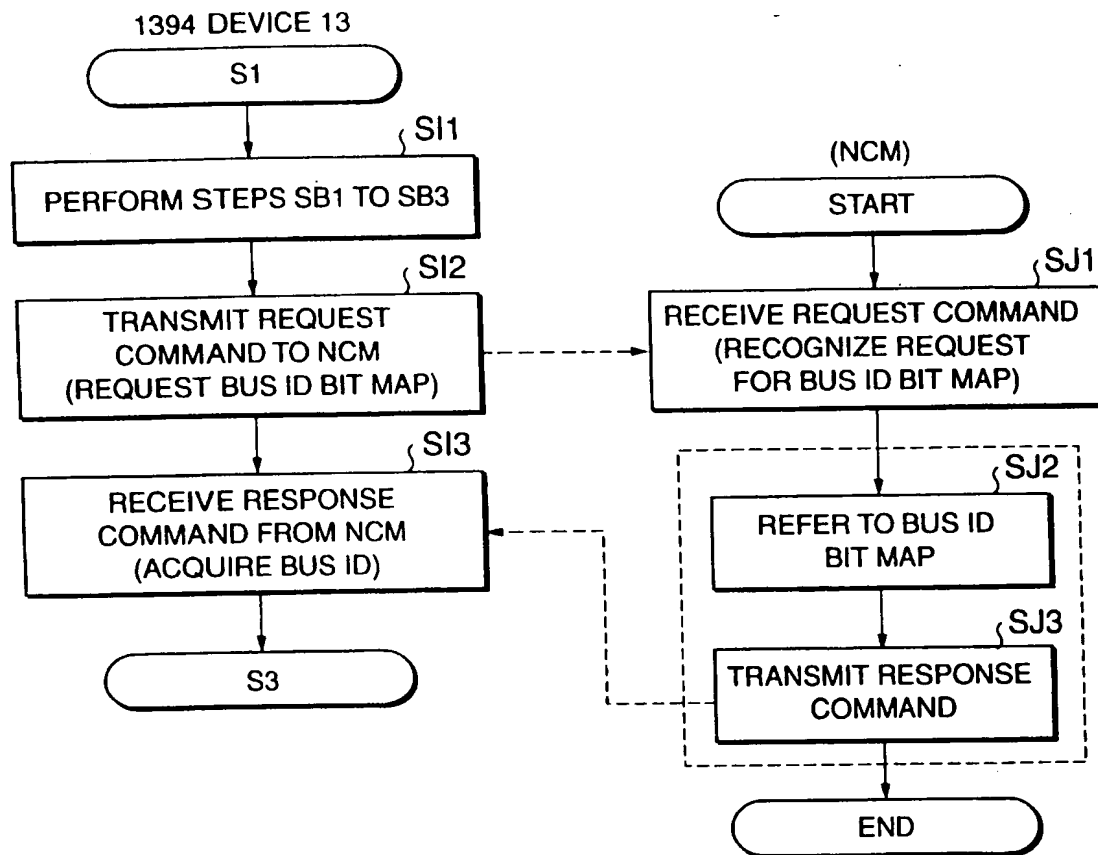 1394 DEVICE 13
S1
SI1
PERFORM STEPS SB1 TO SB3
SI2
TRANSMIT REQUEST
COMMAND TO NCM
(REQUEST BUS ID BIT MAP)
SI3
RECEIVE RESPONSE
COMMAND FROM NCM
(ACQUIRE BUS ID)
S3
(NCM)
START
SJ1
RECEIVE REQUEST COMMAND
(RECOGNIZE REQUEST
FOR BUS ID BIT MAP)
SJ2
REFER TO BUS ID
BIT MAP
SJ3
TRANSMIT RESPONSE
COMMAND
END